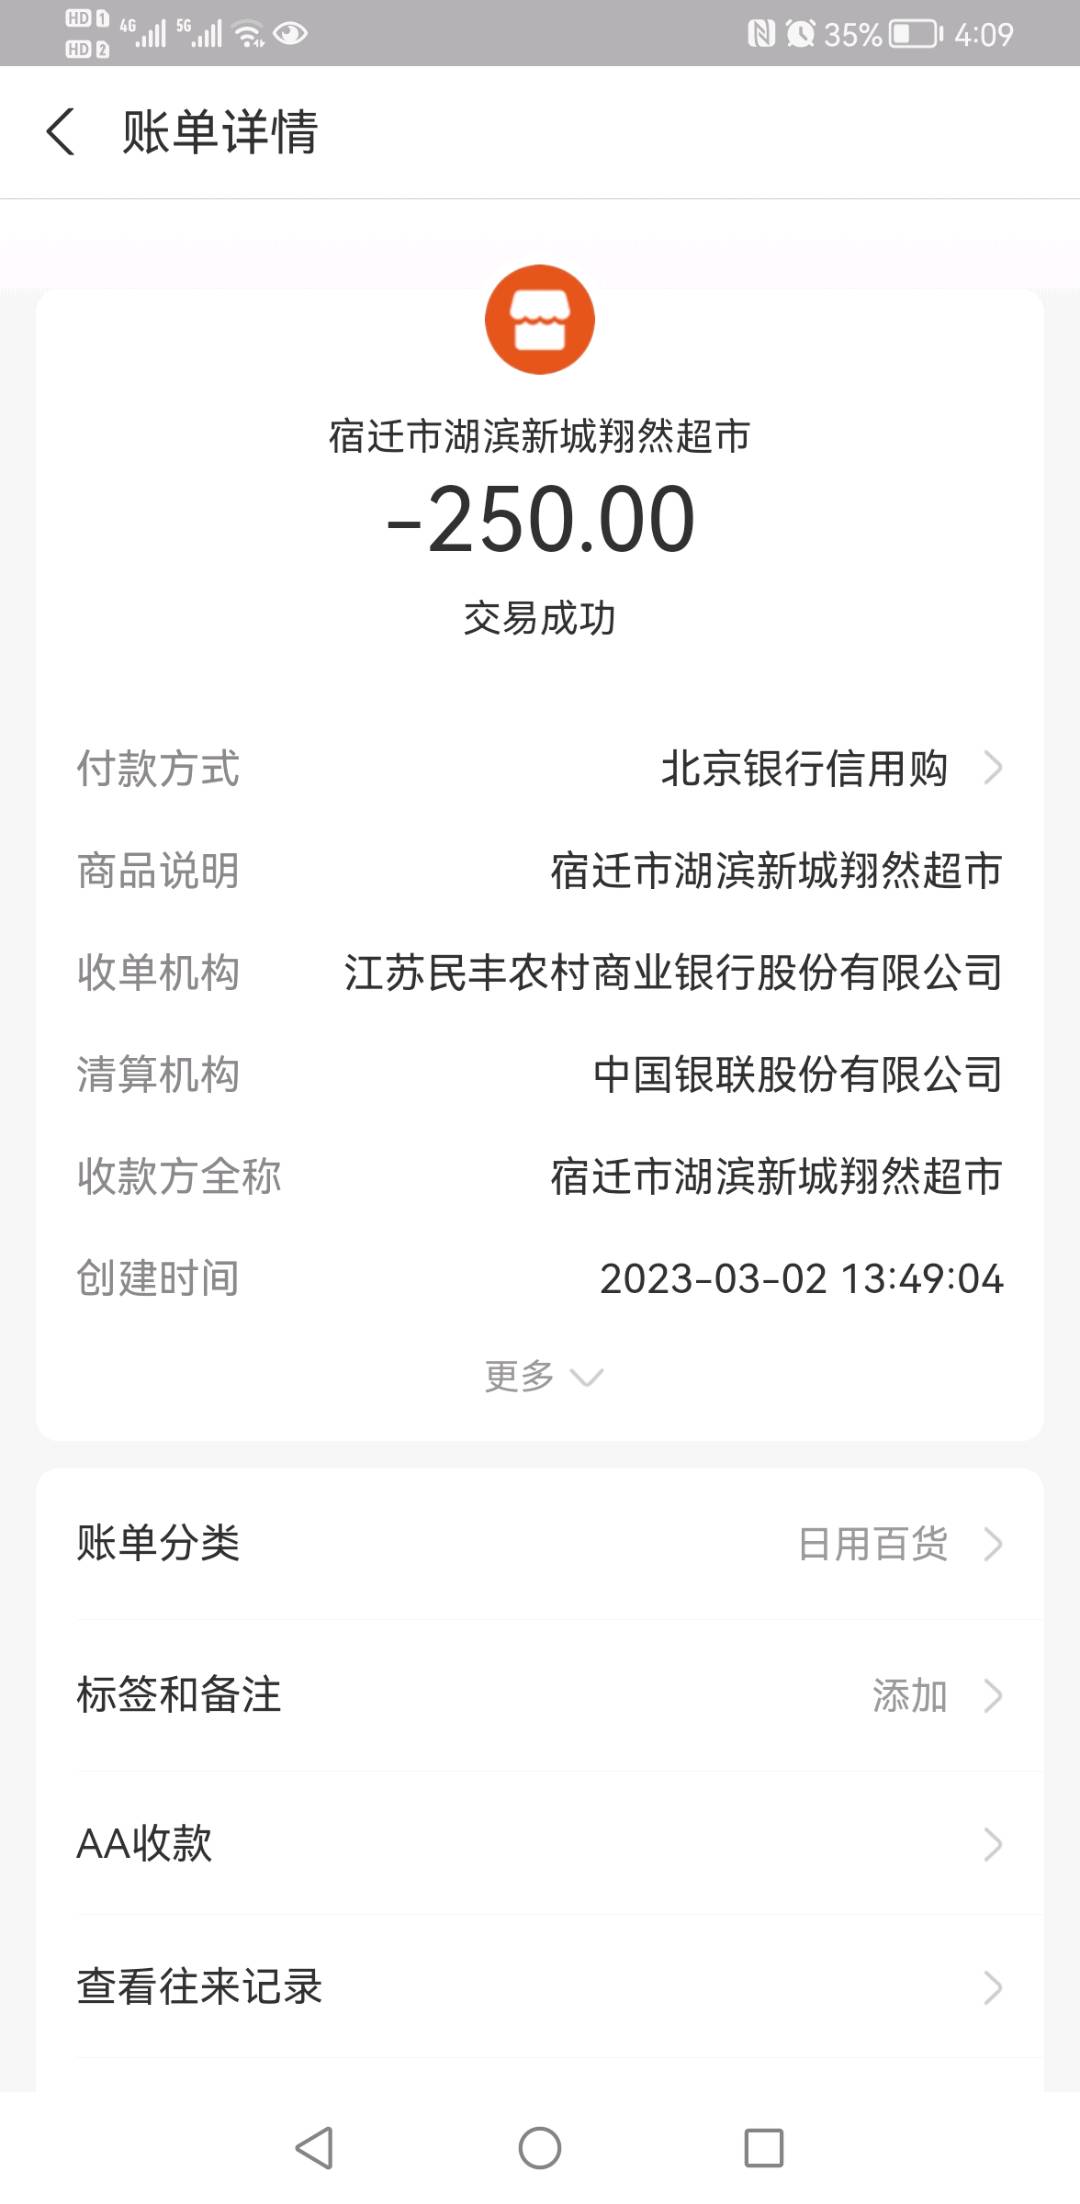 HD 1 4G 5G 35% 4:09
HD 2
账单详情
宿迁市湖滨新城翔然超市
-250.00
交易成功
付款方式 北京银行信用购
商品说明 宿迁市湖滨新城翔然超市
收单机构 江苏民丰农村商业银行股份有限公司
清算机构 中国银联股份有限公司
收款方全称 宿迁市湖滨新城翔然超市
创建时间 2023-03-02 13:49:04
更多
账单分类 日用百货
标签和备注 添加
AA收款
查看往来记录